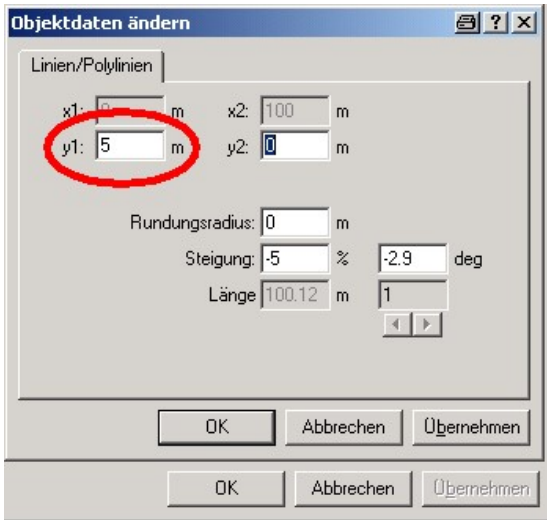 Objektdaten ändern
Linien/Polylinien
x1: 0 m x2: 100 m
y1: 5 m y2: 0 m
Rundungsradius: 0 m
Steigung: -5 % -2.9 deg
Länge 100.12 m 1
OK Abbrechen Übernehmen
OK Abbrechen Übernehmen